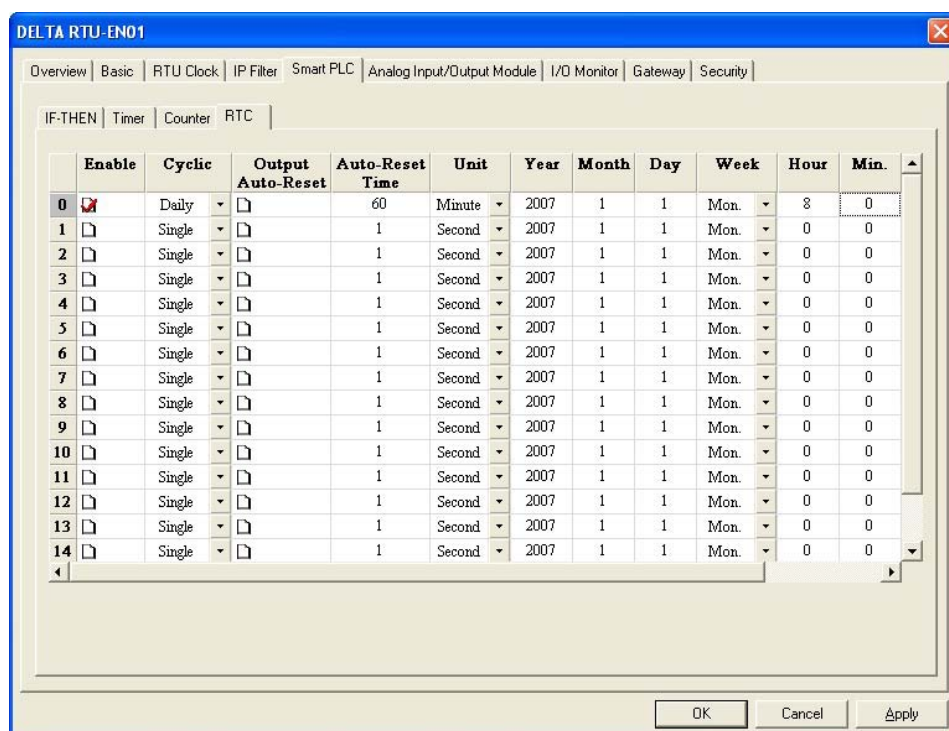 DELTA RTU-EN01
Overview Basic RTU Clock IP Filter Smart PLC Analog Input/Output Module I/O Monitor Gateway Security
IF-THEN Timer Counter RTC
Enable Cyclic Output Auto-Reset Auto-Reset Time Unit Year Month Day Week Hour Min.
0 Daily 60 Minute 2007 1 1 Mon. 8 0
1 Single 1 Second 2007 1 1 Mon. 0 0
2 Single 1 Second 2007 1 1 Mon. 0 0
3 Single 1 Second 2007 1 1 Mon. 0 0
4 Single 1 Second 2007 1 1 Mon. 0 0
5 Single 1 Second 2007 1 1 Mon. 0 0
6 Single 1 Second 2007 1 1 Mon. 0 0
7 Single 1 Second 2007 1 1 Mon. 0 0
8 Single 1 Second 2007 1 1 Mon. 0 0
9 Single 1 Second 2007 1 1 Mon. 0 0
10 Single 1 Second 2007 1 1 Mon. 0 0
11 Single 1 Second 2007 1 1 Mon. 0 0
12 Single 1 Second 2007 1 1 Mon. 0 0
13 Single 1 Second 2007 1 1 Mon. 0 0
14 Single 1 Second 2007 1 1 Mon. 0 0
OK Cancel Apply